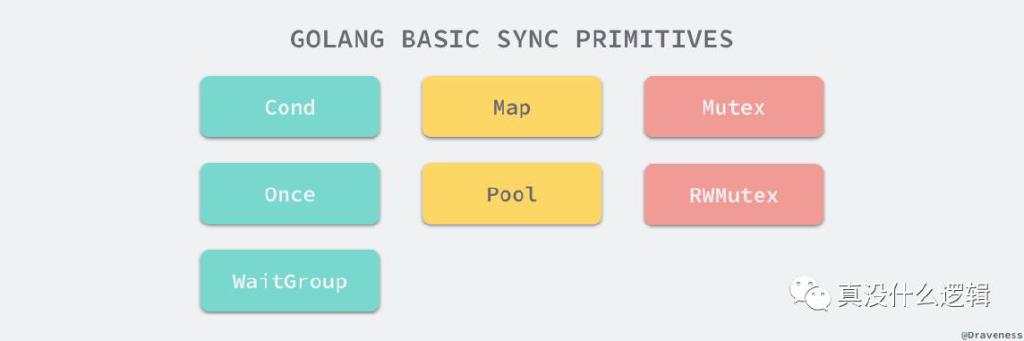 GOLANG BASIC SYNC PRIMITIVES
Cond Map Mutex
Once Pool RWMutex
WaitGroup
真没什么逻辑
@Draveness